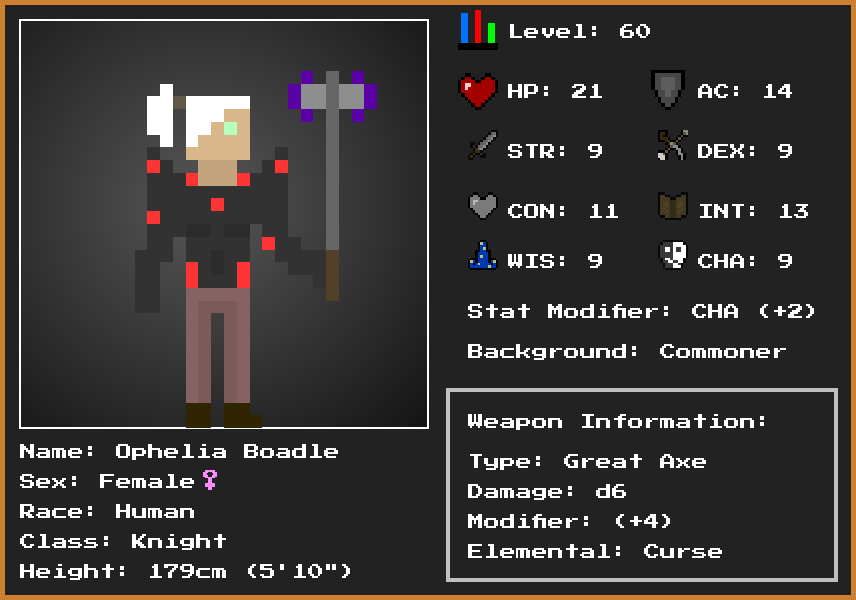 Level: 60
HP: 21
AC: 14
STR: 9
DEX: 9
CON: 11
INT: 13
WIS: 9
CHA: 9
Stat Modifier: CHA (+2)
Background: Commoner
Weapon Information:
Type: Great Axe
Damage: d6
Modifier: (+4)
Elemental: Curse
Name: Ophelia Boadle
Sex: Female♀
Race: Human
Class: Knight
Height: 179cm (5'10")